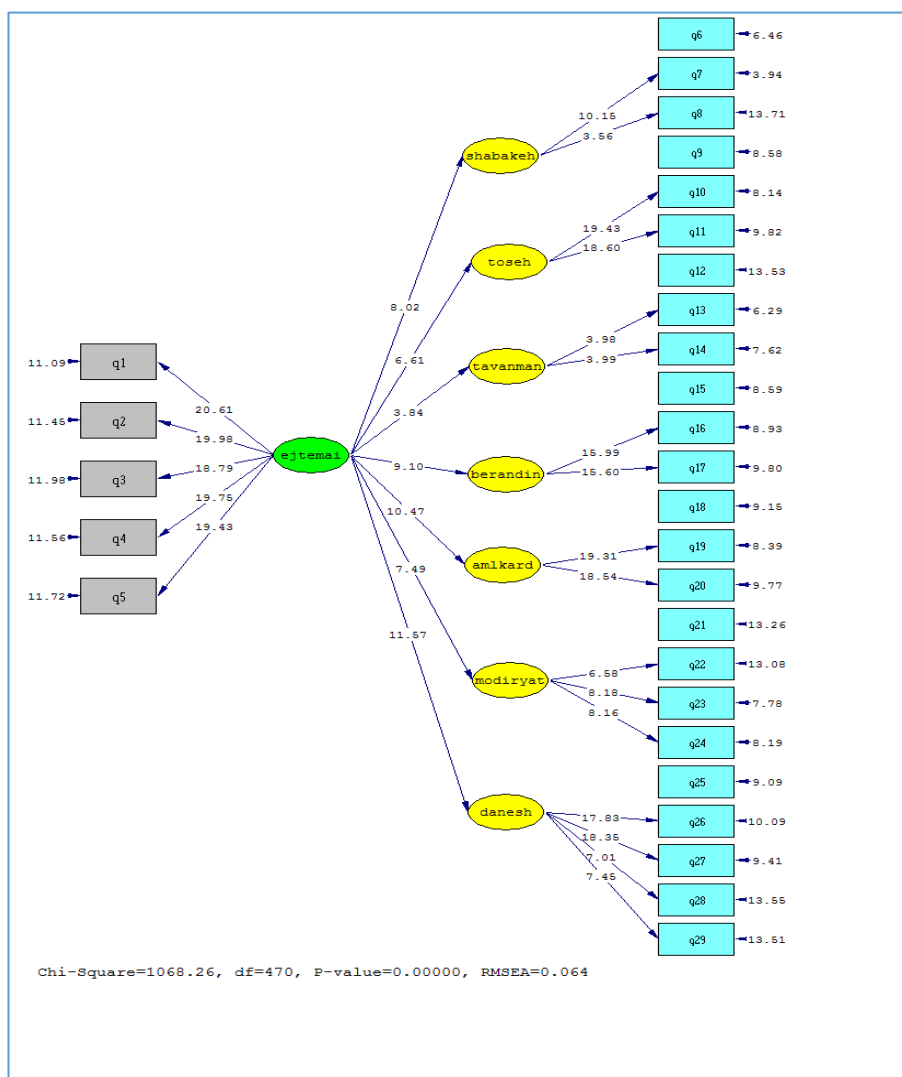 q6
6.46
q7
3.94
10.15
q8
13.71
3.56
shabakeh
q9
8.58
q10
8.14
19.43
q11
9.82
18.60
toseh
q12
13.53
8.02
q13
6.29
3.98
q14
7.62
3.99
6.61
tavanman
11.09
q1
q15
8.59
3.84
20.61
q16
8.93
11.45
q2
19.98
15.99
ejtemai
9.10
berandin
15.60
q17
9.80
11.98
q3
18.79
19.75
q18
9.15
10.47
19.43
11.56
q4
amlkard
19.31
q19
8.39
18.54
q20
9.77
7.49
11.72
q5
q21
13.26
11.57
q22
13.08
6.58
modiryat
8.18
q23
7.78
8.16
q24
8.19
q25
9.09
danesh
17.83
q26
10.09
18.35
q27
9.41
7.01
7.45
q28
13.55
q29
13.51
Chi-Square=1068.26, df=470, P-value=0.00000, RMSEA=0.064